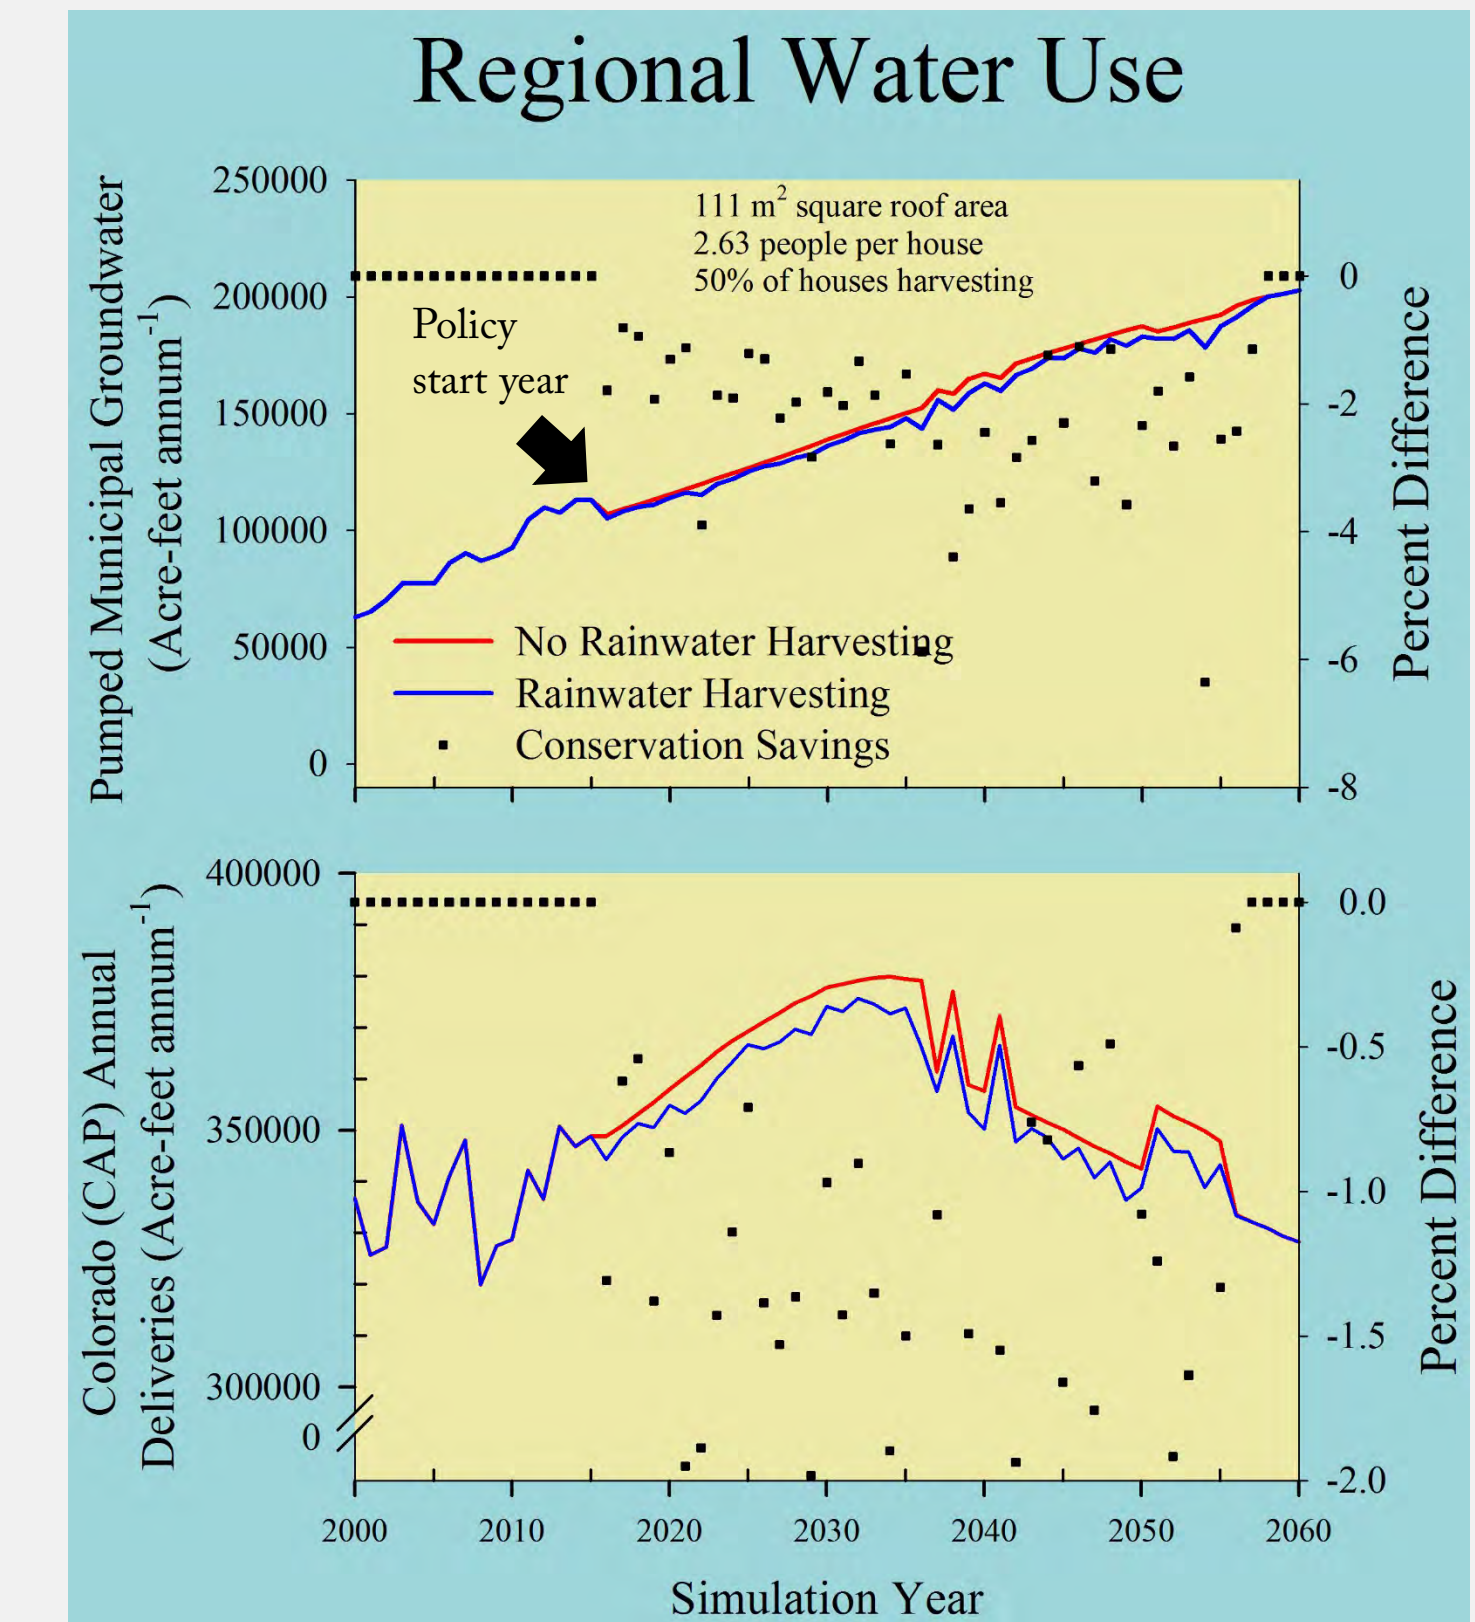 Regional Water Use
Pumped Municipal Groundwater
(Acre-feet annum⁻¹)
250000
200000
150000
100000
50000
0
111 m² square roof area
2.63 people per house
50% of houses harvesting
Policy
start year
No Rainwater Harvesting
Rainwater Harvesting
Conservation Savings
0
-2
-4
-6
-8
Percent Difference
Colorado (CAP) Annual
Deliveries (Acre-feet annum⁻¹)
400000
350000
300000
0
0.0
-0.5
-1.0
-1.5
-2.0
Percent Difference
2000 2010 2020 2030 2040 2050 2060
Simulation Year